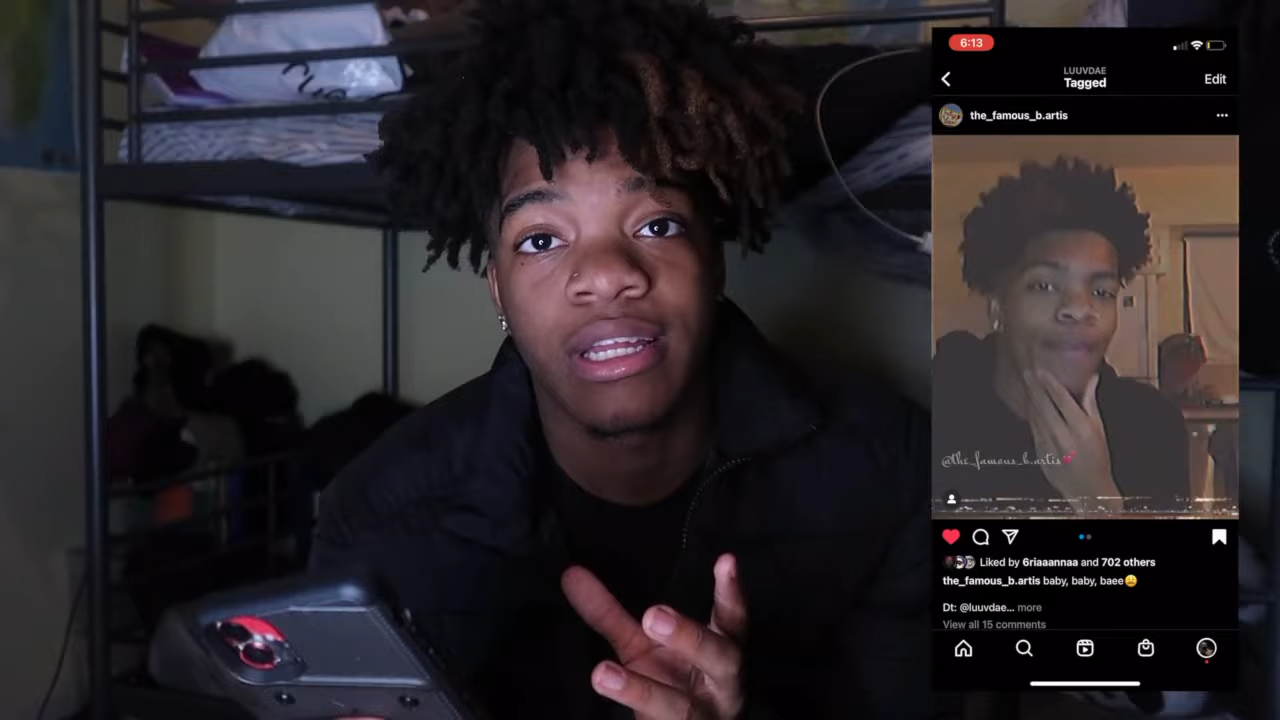 6:13
LUUVDAE
Tagged
Edit
the_famous_b.artis
@the_famous_b.artis💕
Liked by 6riaaannaa and 702 others
the_famous_b.artis baby, baby, baee😩
Dt: @luuvdae... more
View all 15 comments